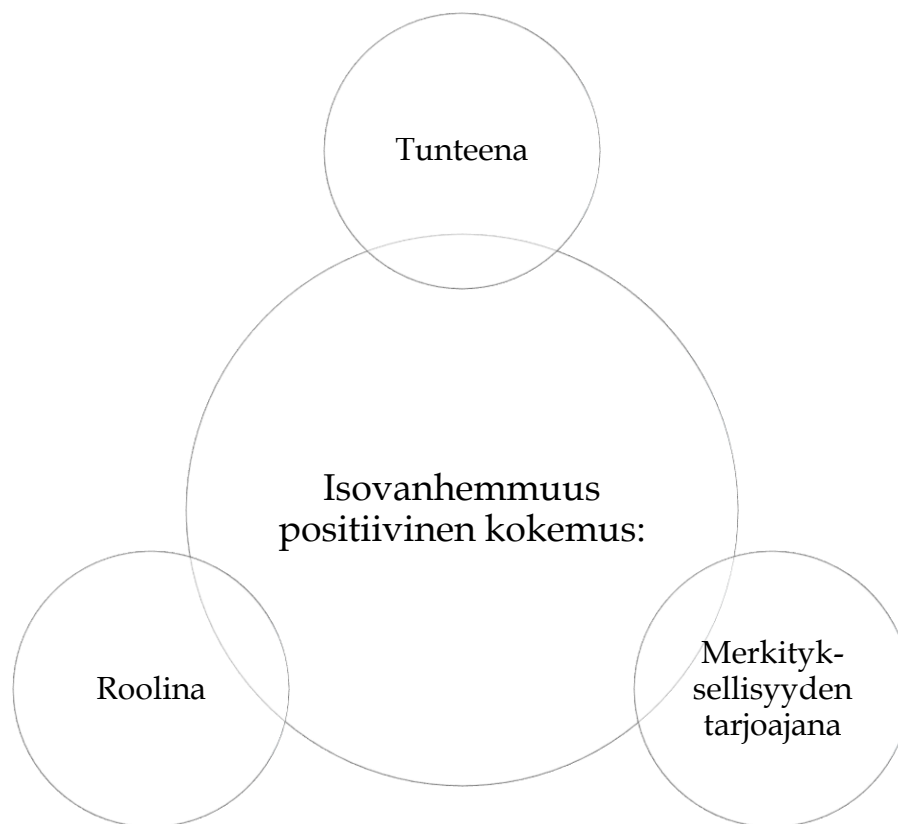 Tunteena
Isovanhemmuus
positiivinen kokemus:
Roolina
Merkityk-
sellisyyden
tarjoajana